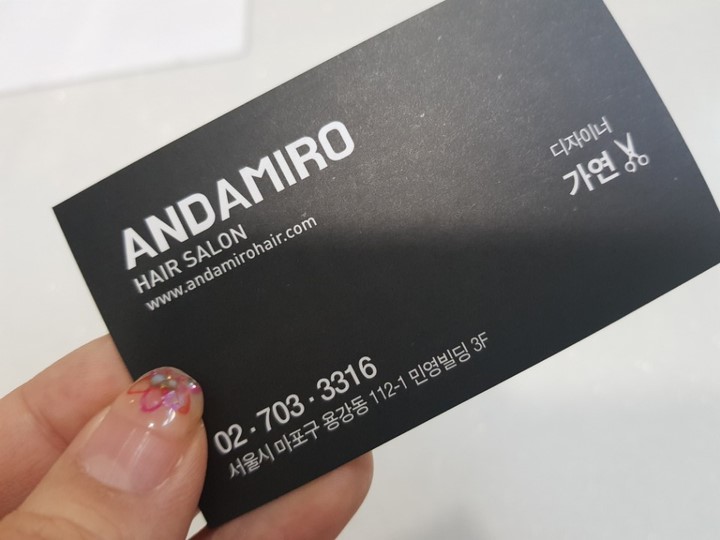 ANDAMIRO
HAIR SALON
www.andamirohair.com
디자이너
가연
02·703·3316
서울시 마포구 용강동 112-1 민영빌딩 3F